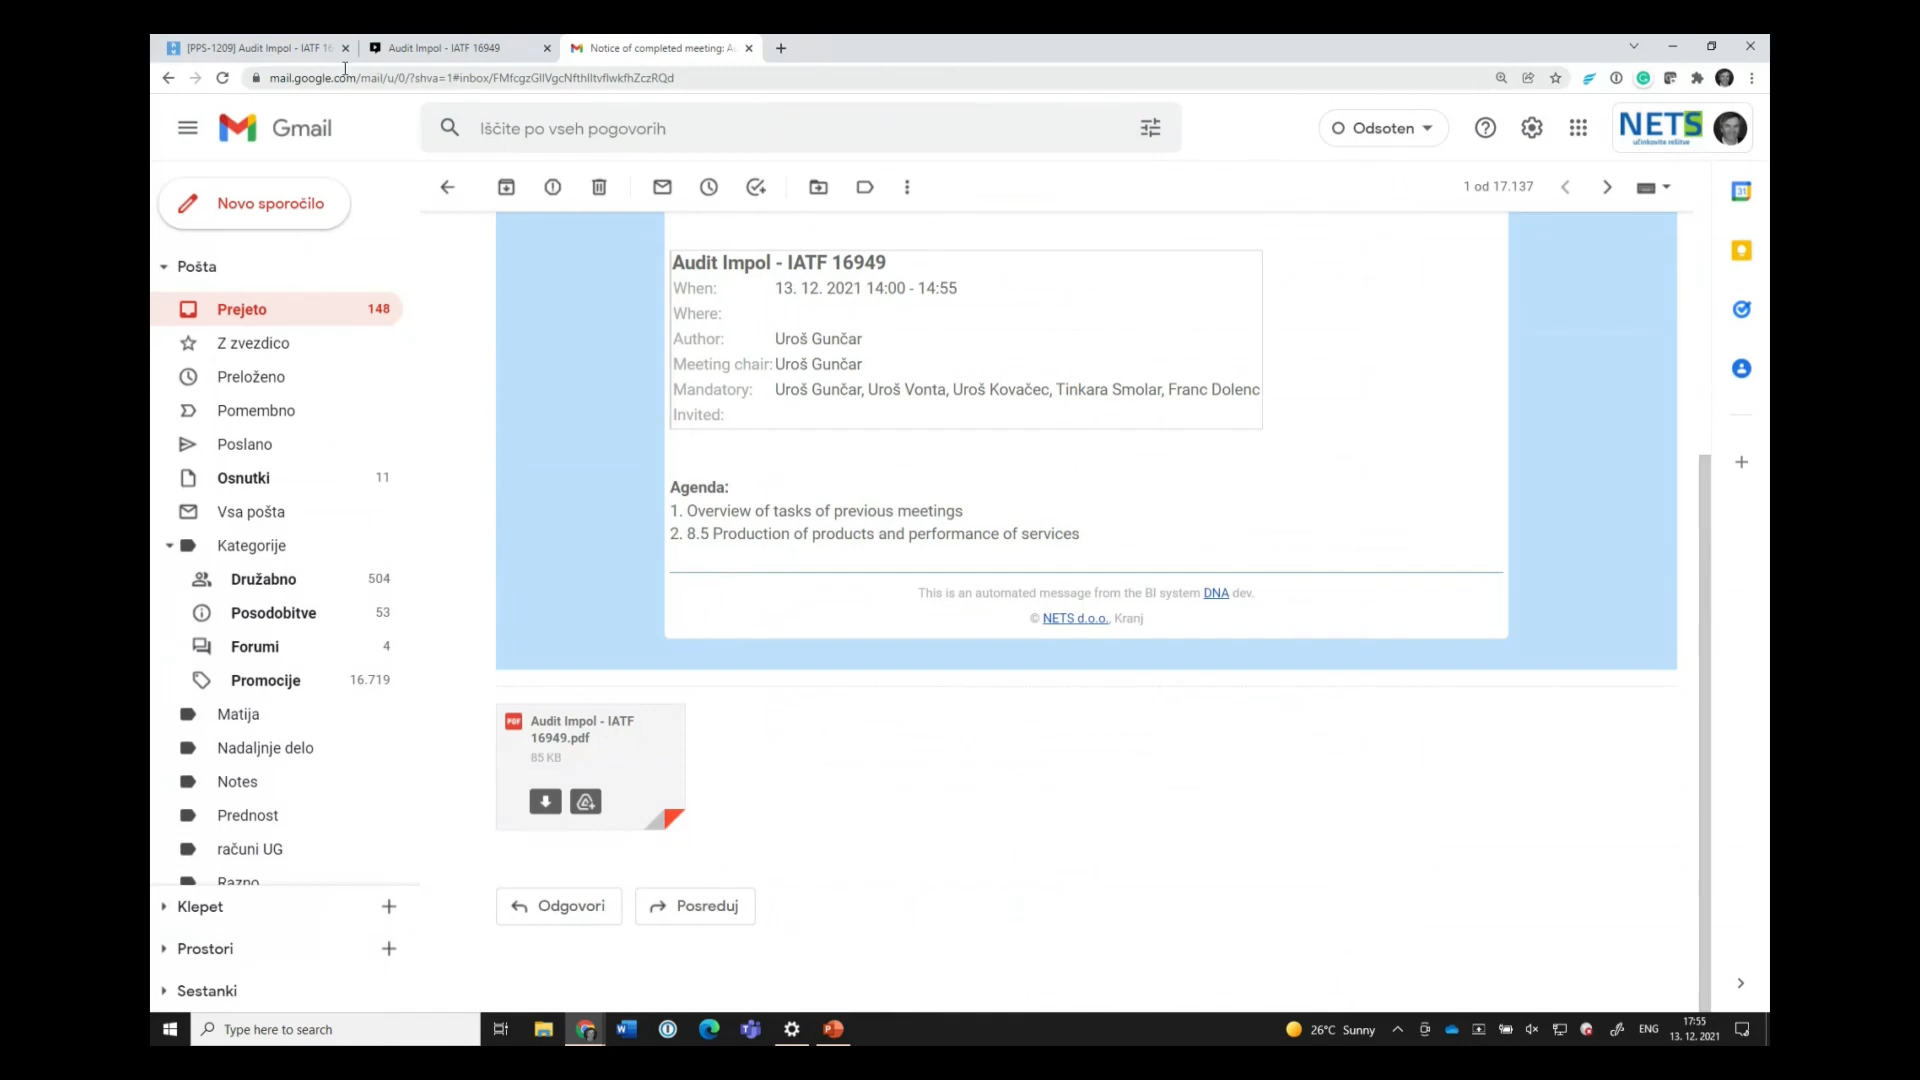 [PPS-1209] Audit Impol - IATF 16
Audit Impol - IATF 16949
Notice of completed meeting: A
mail.google.com/mail/u/0/?shva=1#inbox/FMfcgzGllVgcNfthlltvflwkfhZczRQd
Gmail
Iščite po vseh pogovorih
Odsoten
NETS
učinkovite rešitve
Novo sporočilo
1 od 17.137
Pošta
Prejeto 148
Z zvezdico
Preloženo
Pomembno
Poslano
Osnutki 11
Vsa pošta
Kategorije
Družabno 504
Posodobitve 53
Forumi 4
Promocije 16.719
Matija
Nadaljnje delo
Notes
Prednost
računi UG
Razno
Klepet
Prostori
Sestanki
Audit Impol - IATF 16949
When: 13. 12. 2021 14:00 - 14:55
Where:
Author: Uroš Gunčar
Meeting chair: Uroš Gunčar
Mandatory: Uroš Gunčar, Uroš Vonta, Uroš Kovačec, Tinkara Smolar, Franc Dolenc
Invited:
Agenda:
1. Overview of tasks of previous meetings
2. 8.5 Production of products and performance of services
This is an automated message from the BI system DNA dev.
© NETS d.o.o., Kranj
PDF
Audit Impol - IATF
16949.pdf
85 KB
Odgovori
Posreduj
31
Type here to search
26°C Sunny
ENG
17:55
13. 12. 2021